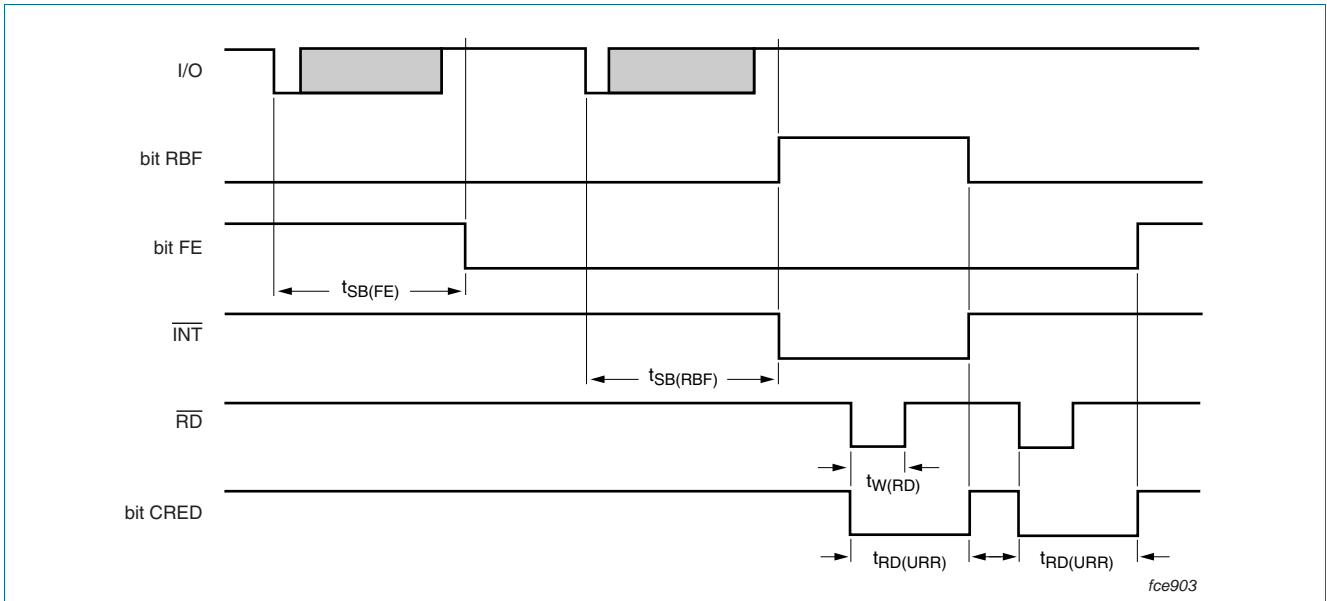 I/O
bit RBF
bit FE
tSB(FE)
INT
tSB(RBF)
RD
tW(RD)
bit CRED
tRD(URR)
tRD(URR)
fce903